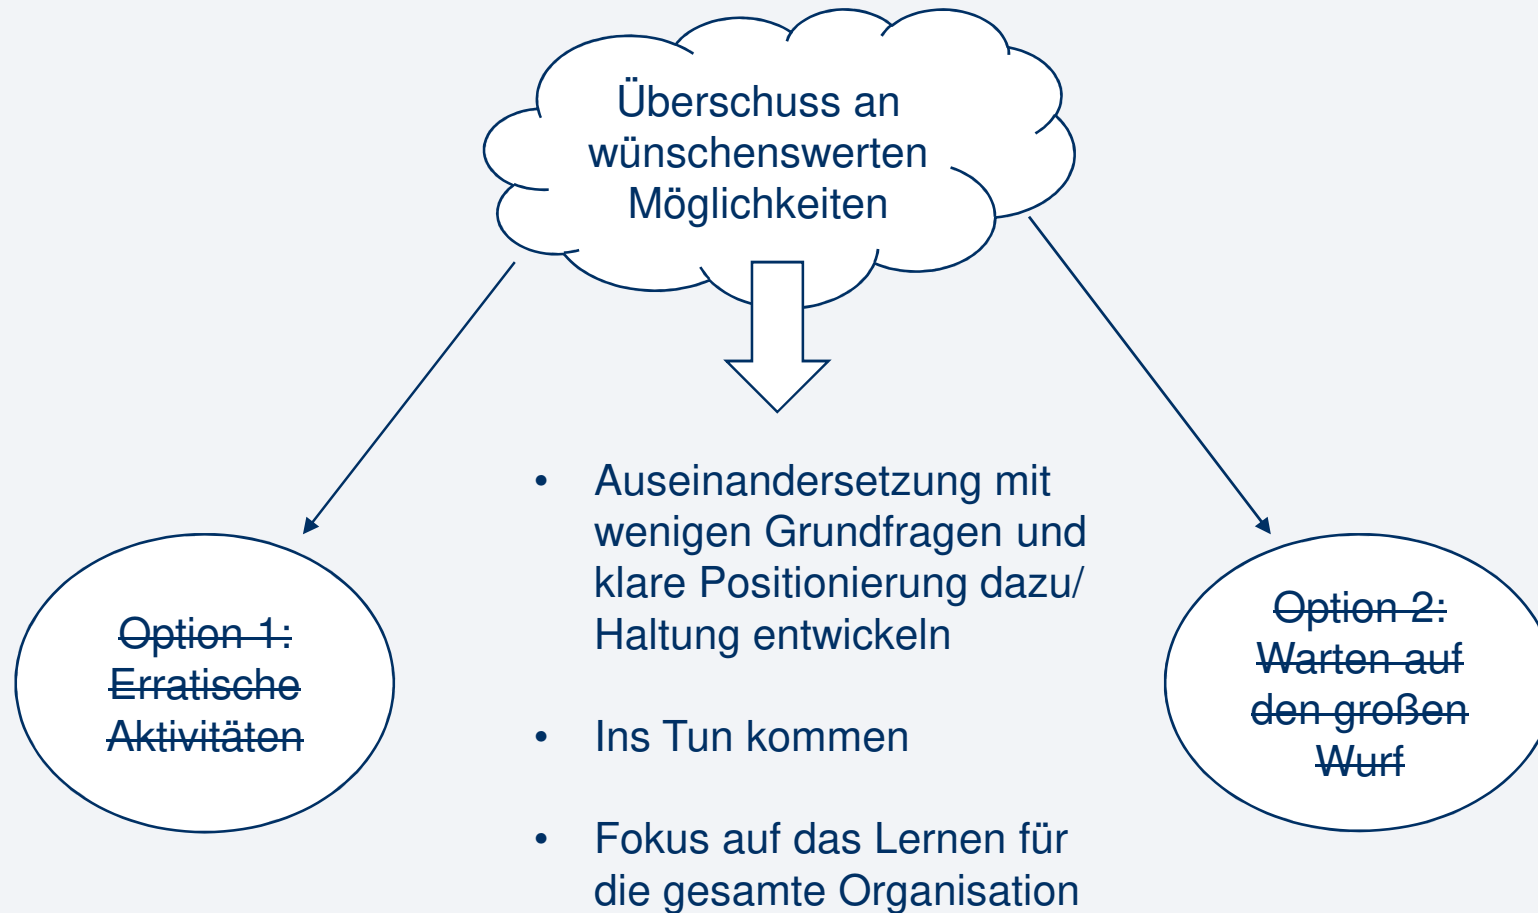 Überschuss an
wünschenswerten
Möglichkeiten
• Auseinandersetzung mit
wenigen Grundfragen und
klare Positionierung dazu/
Haltung entwickeln
• Ins Tun kommen
• Fokus auf das Lernen für
die gesamte Organisation
Option 1:
Erratische
Aktivitäten
Option 2:
Warten auf
den großen
Wurf